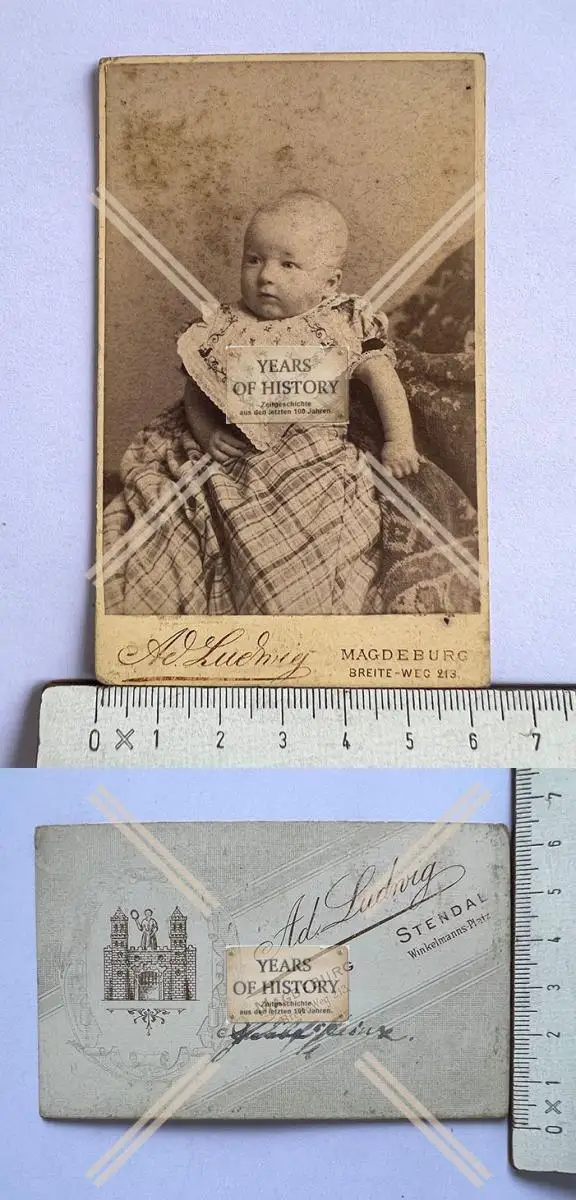 YEARS
OF HISTORY
Zeitgeschichte
aus den letzten 100 Jahren.
Ad. Ludwig
MAGDEBURG
BREITE-WEG 213.
0 1 2 3 4 5 6 7
Ad. Ludwig
STENDAL
Winkelmanns-Platz
YEARS
OF HISTORY
Zeitgeschichte
aus den letzten 100 Jahren.
7
6
5
4
3
2
1
0